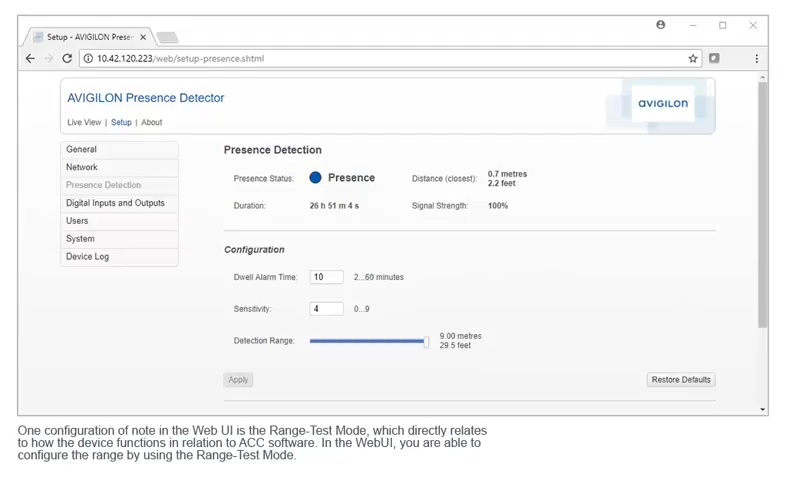 Setup - AVIGILON Preser
10.42.120.223/web/setup-presence.shtml
AVIGILON Presence Detector
avigilon
Live View | Setup | About
General
Network
Presence Detection
Digital Inputs and Outputs
Users
System
Device Log
Presence Detection
Presence Status: Presence Distance (closest): 0.7 metres
2.2 feet
Duration: 26 h 51 m 4 s Signal Strength: 100%
Configuration
Dwell Alarm Time: 10 2...60 minutes
Sensitivity: 4 0...9
Detection Range: 9.00 metres
29.5 feet
Apply Restore Defaults
One configuration of note in the Web UI is the Range-Test Mode, which directly relates
to how the device functions in relation to ACC software. In the WebUI, you are able to
configure the range by using the Range-Test Mode.